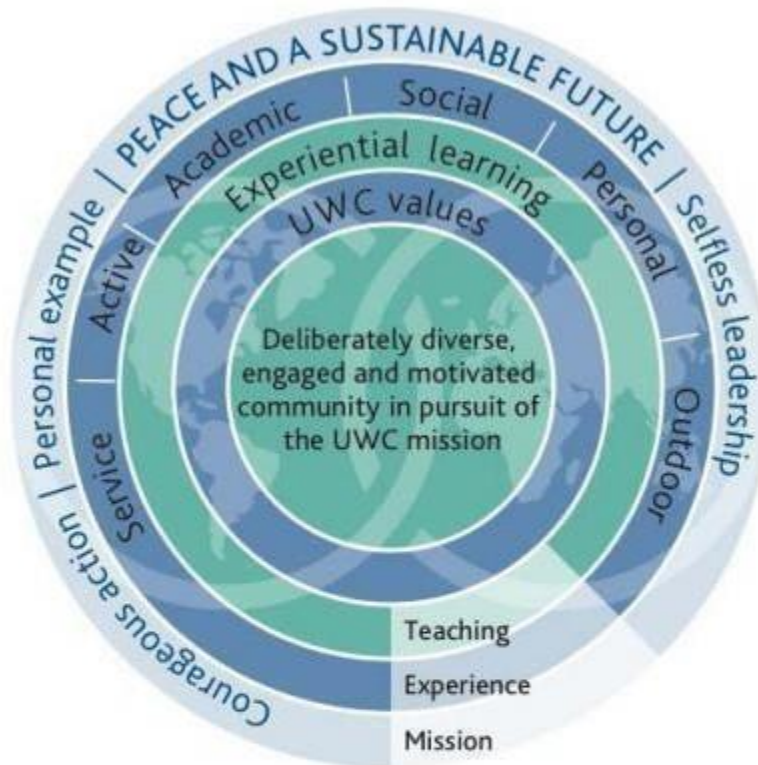 Courageous action | Personal example | PEACE AND A SUSTAINABLE FUTURE | Selfless leadership
Service
Active
Academic
Social
Personal
Outdoor
Experiential learning
UWC values
Deliberately diverse,
engaged and motivated
community in pursuit of
the UWC mission
Teaching
Experience
Mission